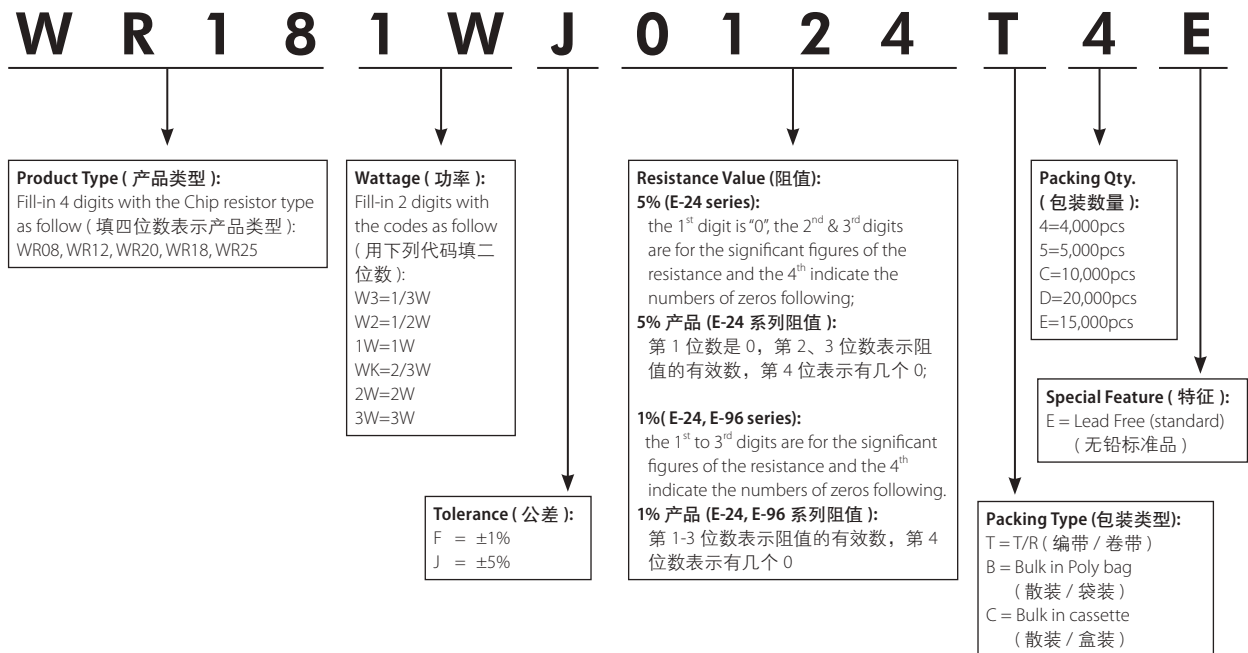 W R 1 8 1 W J 0 1 2 4 T 4 E
Product Type ( 产品类型 ):
Fill-in 4 digits with the Chip resistor type
as follow ( 填四位数表示产品类型 ):
WR08, WR12, WR20, WR18, WR25
Wattage ( 功率 ):
Fill-in 2 digits with
the codes as follow
( 用下列代码填二
位数 ):
W3=1/3W
W2=1/2W
1W=1W
WK=2/3W
2W=2W
3W=3W
Tolerance ( 公差 ):
F = ±1%
J = ±5%
Resistance Value (阻值):
5% (E-24 series):
the 1st digit is "0", the 2nd & 3rd digits
are for the significant figures of the
resistance and the 4th indicate the
numbers of zeros following;
5% 产品 (E-24 系列阻值 ):
第 1 位数是 0，第 2、3 位数表示阻
值的有效数，第 4 位表示有几个 0;
1%( E-24, E-96 series):
the 1st to 3rd digits are for the significant
figures of the resistance and the 4th
indicate the numbers of zeros following.
1% 产品 (E-24, E-96 系列阻值 ):
第 1-3 位数表示阻值的有效数，第 4
位数表示有几个 0
Packing Qty.
( 包装数量 ):
4=4,000pcs
5=5,000pcs
C=10,000pcs
D=20,000pcs
E=15,000pcs
Special Feature ( 特征 ):
E = Lead Free (standard)
( 无铅标准品 )
Packing Type (包装类型):
T = T/R ( 编带 / 卷带 )
B = Bulk in Poly bag
( 散装 / 袋装 )
C = Bulk in cassette
( 散装 / 盒装 )